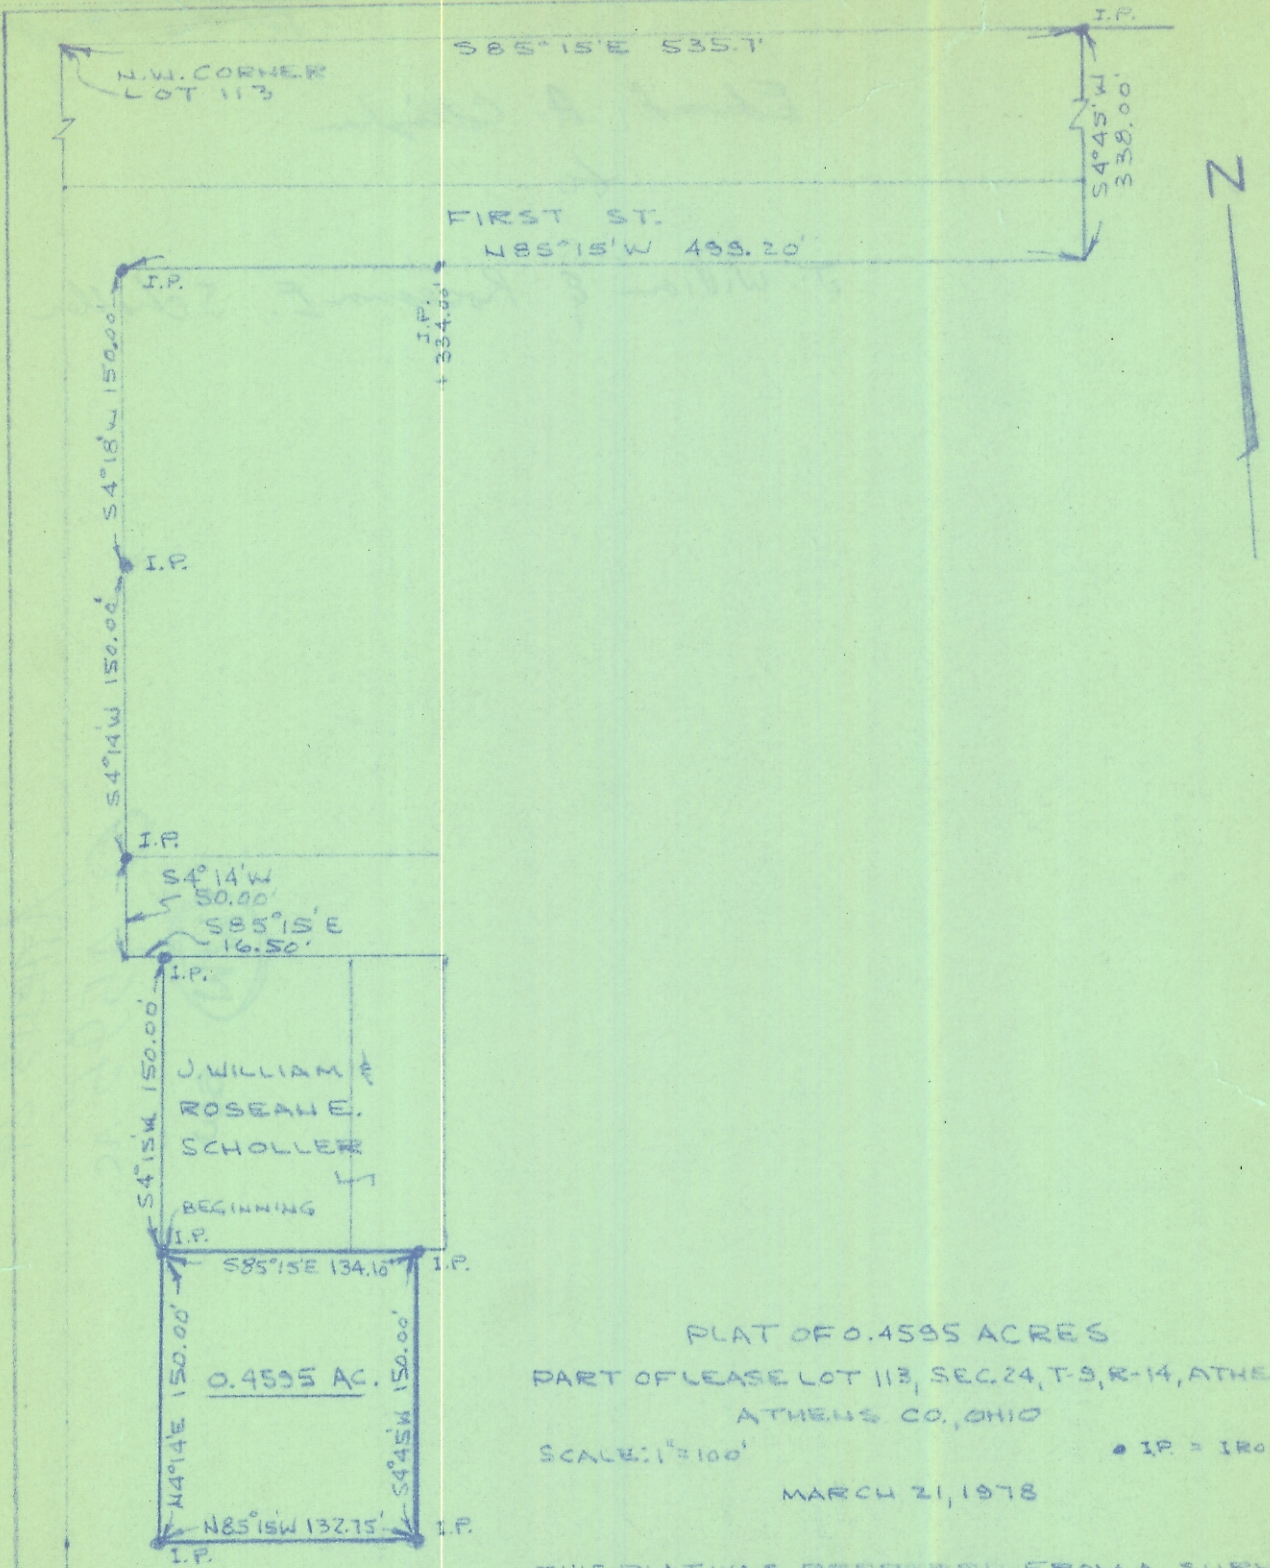 I.P.
S85°15'E 535.7'
N.W. CORNER
LOT 113
S4°45'W
338.00'
N
FIRST ST.
N85°15'W 499.20'
I.P.
I.P.
334.00'
S4°18'W 150.00'
I.P.
S4°14'W 150.00'
I.P.
S4°14'W
50.00'
S85°15'E
16.50'
I.P.
S4°15'W 150.00'
J. WILLIAM &
ROSEAN E.
SCHOLLER
BEGINNING
I.P.
S85°15'E 134.10'
I.P.
N4°14'E 150.00'
0.4595 AC.
S4°45'W 150.00'
N85°15'W 132.75'
I.P.
I.P.
PLAT OF 0.4595 ACRES
PART OF LEASE LOT 113, SEC. 24, T-9, R-14, ATHE
ATHENS CO., OHIO
SCALE: 1"=100'
• I.P. = IRO
MARCH 21, 1978